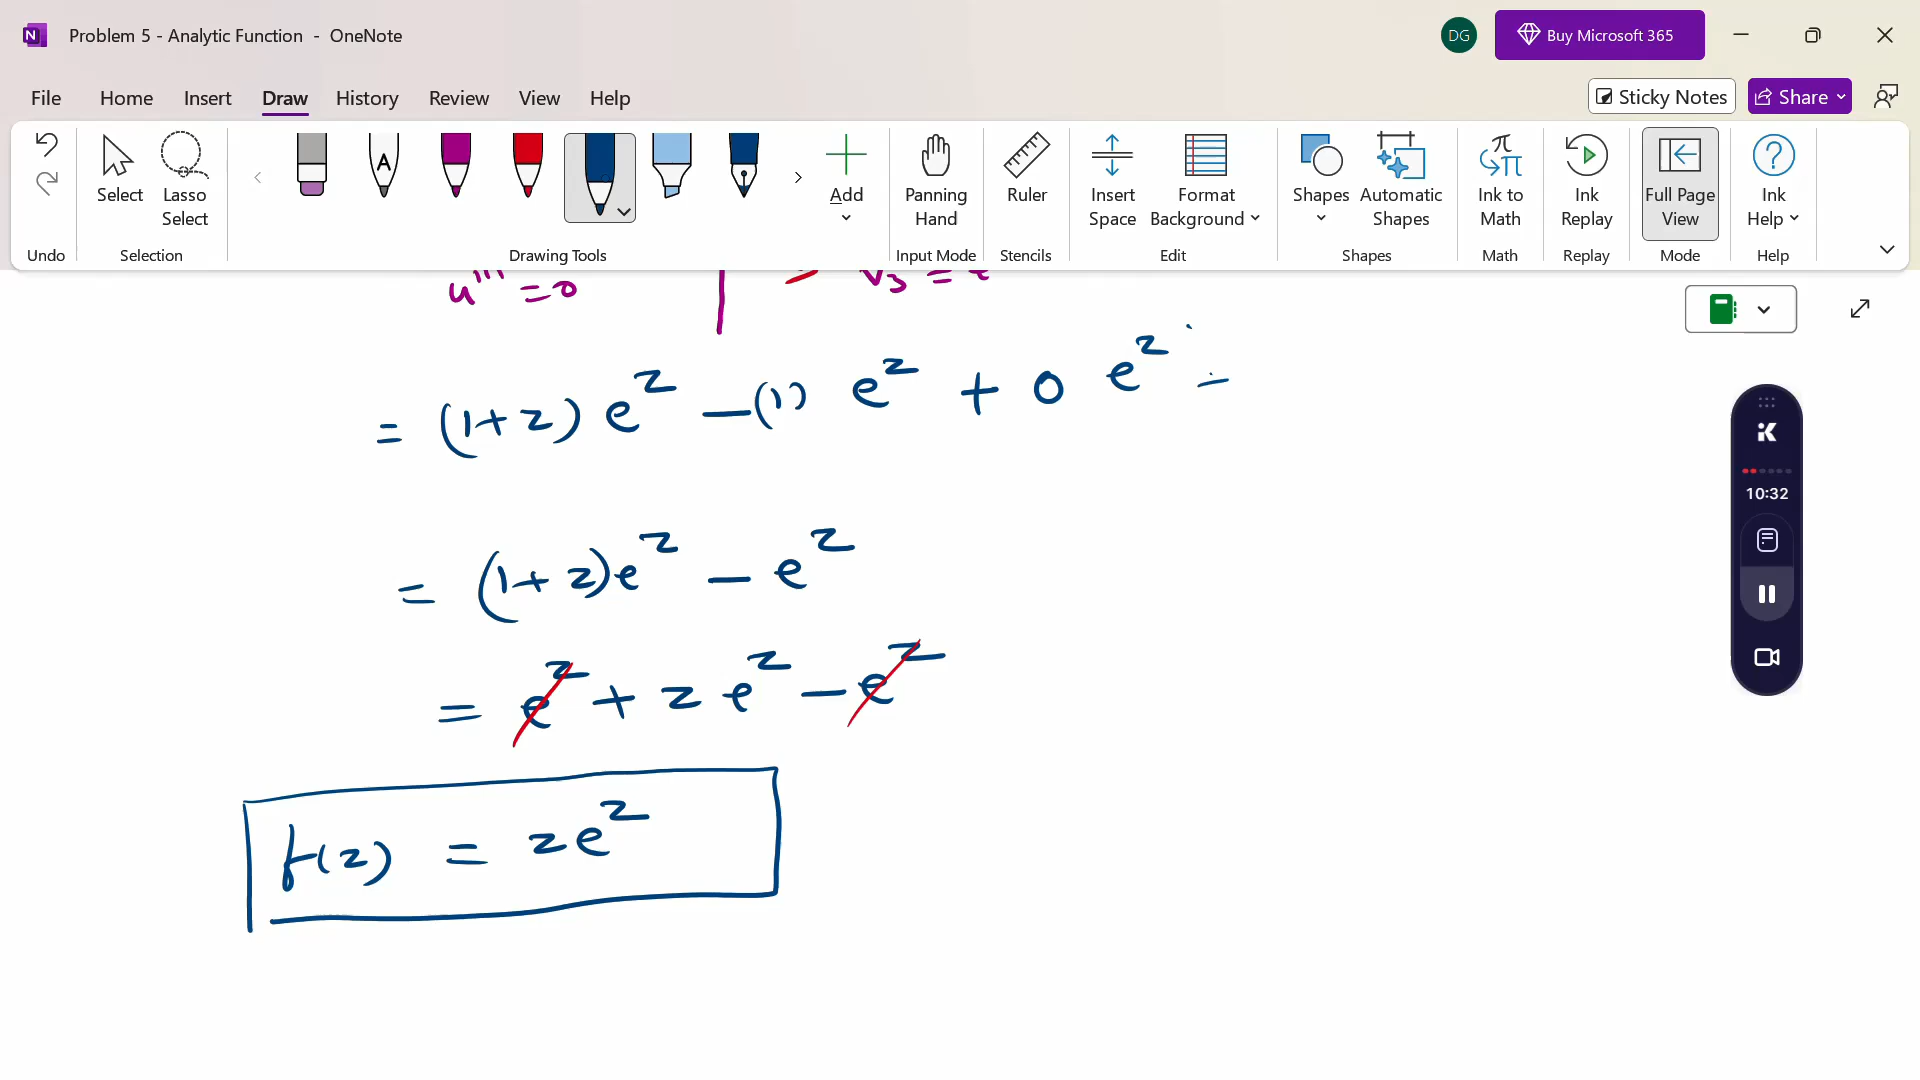 Problem 5 - Analytic Function - OneNote
DG
Buy Microsoft 365
File Home Insert Draw History Review View Help
Sticky Notes
Share
Select
Lasso Select
Add
Panning Hand
Ruler
Insert Space
Format Background
Shapes
Automatic Shapes
Ink to Math
Ink Replay
Full Page View
Ink Help
Undo
Selection
Drawing Tools
Input Mode
Stencils
Edit
Shapes
Math
Replay
Mode
Help
u''' = 0
= (1+z) e^z - (1) e^z + 0 e^z
= (1+z)e^z - e^z
= e^z + z e^z - e^z
f(z) = ze^z
10:32